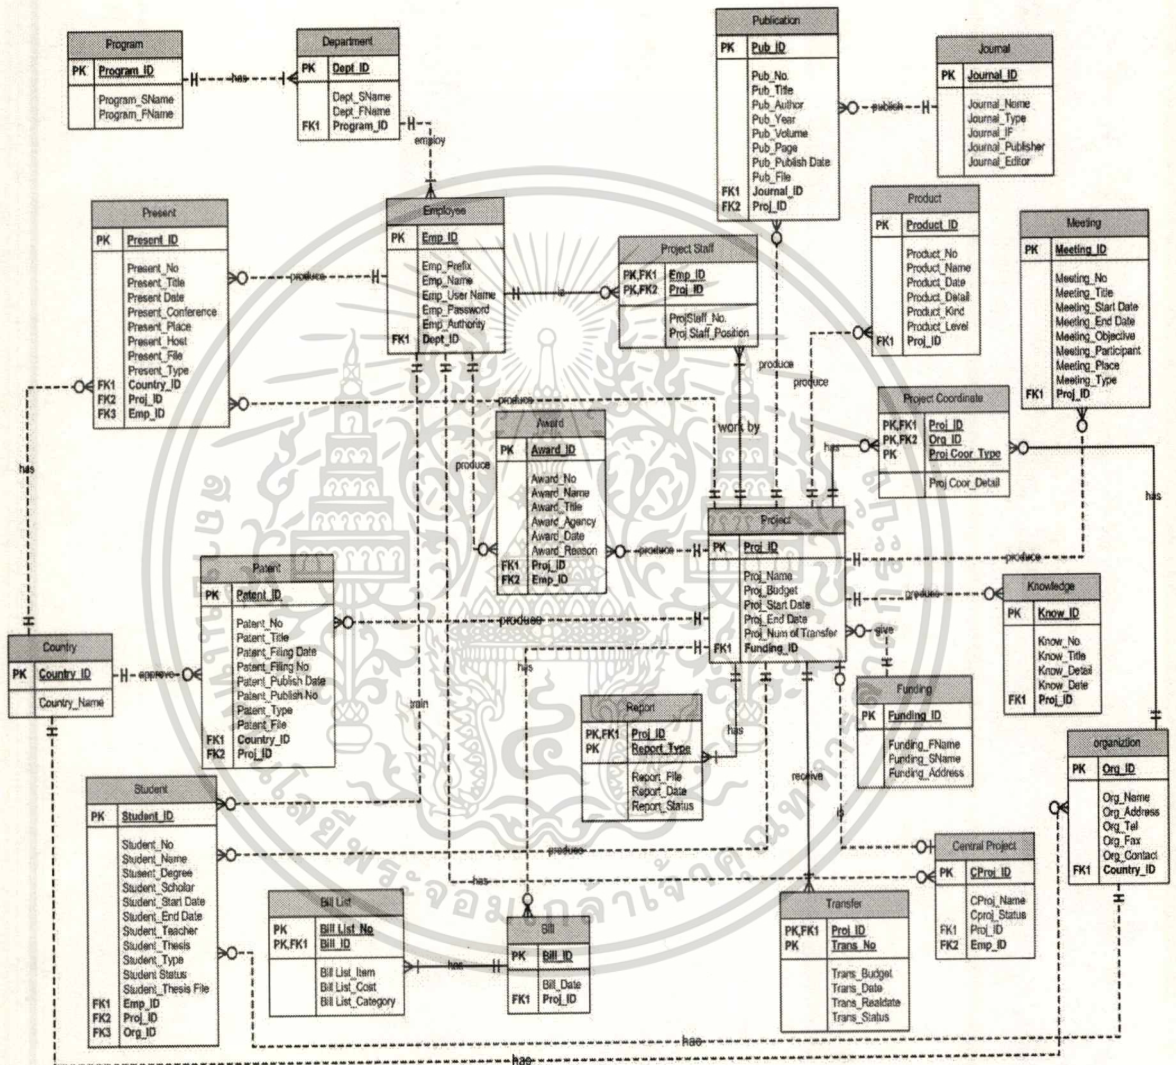 Program
PK Program_ID
Program_SName
Program_FName
has
Department
PK Dept_ID
Dept_SName
Dept_FName
FK1 Program_ID
employ
Publication
PK Pub_ID
Pub_No.
Pub_Title
Pub_Author
Pub_Year
Pub_Volume
Pub_Page
Pub_Publish Date
Pub_File
FK1 Journal_ID
FK2 Proj_ID
publish
Journal
PK Journal_ID
Journal_Name
Journal_Type
Journal_IF
Journal_Publisher
Journal_Editor
Present
PK Present_ID
Present_No
Present_Title
Present Date
Present_Conference
Present_Place
Present_Host
Present_File
Present_Type
FK1 Country_ID
FK2 Proj_ID
FK3 Emp_ID
produce
Employee
PK Emp_ID
Emp_Prefix
Emp_Name
Emp_User Name
Emp_Password
Emp_Authority
FK1 Dept_ID
is
Project Staff
PK,FK1 Emp_ID
PK,FK2 Proj_ID
ProjStaff_No.
Proj Staff_Position
Product
PK Product_ID
Product_No
Product_Name
Product_Date
Product_Detail
Product_Kind
Product_Level
FK1 Proj_ID
Meeting
PK Meeting_ID
Meeting_No
Meeting_Title
Meeting_Start Date
Meeting_End Date
Meeting_Objective
Meeting_Participant
Meeting_Place
Meeting_Type
FK1 Proj_ID
produce
produce
produce
work by
has
Project Coordinate
PK,FK1 Proj_ID
PK,FK2 Org_ID
PK Proj Coor_Type
Proj Coor_Detail
has
has
produce
Award
PK Award_ID
Award_No
Award_Name
Award_Title
Award_Agency
Award_Date
Award_Reason
FK1 Proj_ID
FK2 Emp_ID
produce
Project
PK Proj_ID
Proj_Name
Proj_Budget
Proj_Start Date
Proj_End Date
Proj_Num of Transfer
FK1 Funding_ID
produce
produce
Knowledge
PK Know_ID
Know_No
Know_Title
Know_Detail
Know_Date
FK1 Proj_ID
Patent
PK Patent_ID
Patent_No
Patent_Title
Patent_Filing Date
Patent_Filing No
Patent_Publish Date
Patent_Publish No
Patent_Type
Patent_File
FK1 Country_ID
FK2 Proj_ID
produce
has
give
Country
PK Country_ID
Country_Name
approve
train
Report
PK,FK1 Proj_ID
PK Report_Type
Report_File
Report_Date
Report_Status
has
receive
is
Funding
PK Funding_ID
Funding_FName
Funding_SName
Funding_Address
organiztion
PK Org_ID
Org_Name
Org_Address
Org_Tel
Org_Fax
Org_Contact
FK1 Country_ID
Student
PK Student_ID
Student_No
Student_Name
Stusent_Degree
Student_Scholar
Student_Start Date
Student_End Date
Student_Teacher
Student_Thesis
Student_Type
Student Status
Student_Thesis File
FK1 Emp_ID
FK2 Proj_ID
FK3 Org_ID
produce
has
Bill List
PK Bill List_No
PK,FK1 Bill_ID
Bill List_Item
Bill List_Cost
Bill List_Category
has
Bill
PK Bill_ID
Bill_Date
FK1 Proj_ID
Transfer
PK,FK1 Proj_ID
PK Trans_No
Trans_Budget
Trans_Date
Trans_Realdate
Trans_Status
Central Project
PK CProj_ID
CProj_Name
Cproj_Status
FK1 Proj_ID
FK2 Emp_ID
has
has